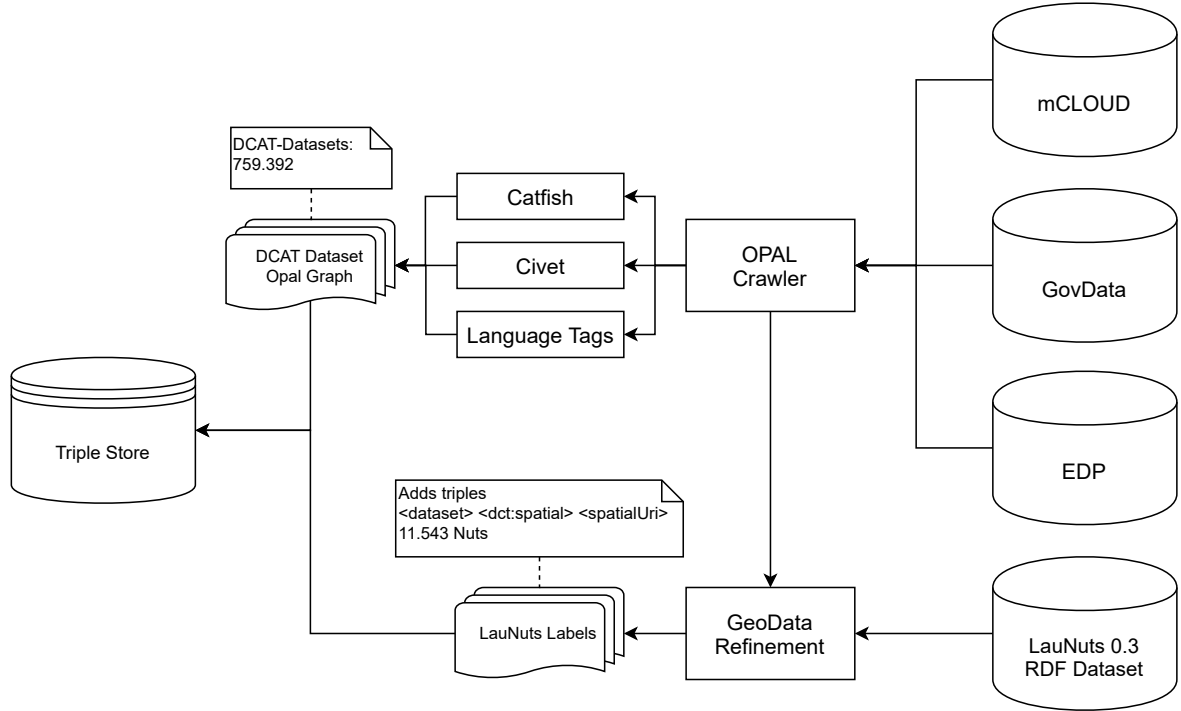 mCLOUD
DCAT-Datasets:
759.392
Catfish
DCAT Dataset
Opal Graph
Civet
OPAL
Crawler
GovData
Language Tags
Triple Store
EDP
Adds triples
<dataset> <dct:spatial> <spatialUri>
11.543 Nuts
LauNuts Labels
GeoData
Refinement
LauNuts 0.3
RDF Dataset